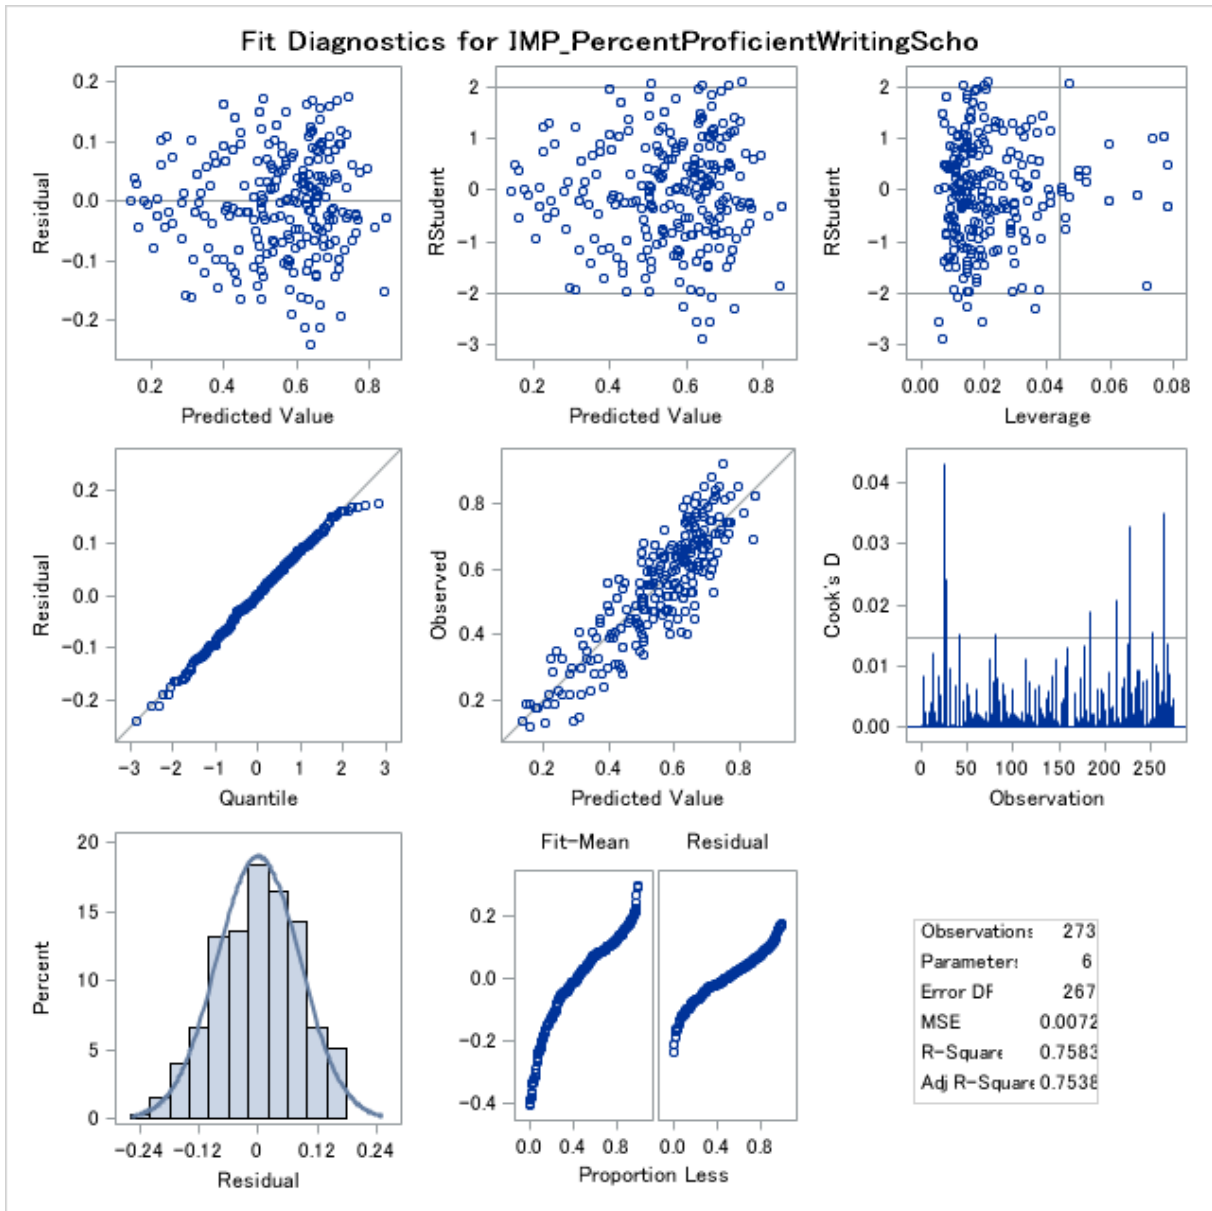 Fit Diagnostics for IMP_PercentProficientWritingScho
0.2
0.1
0.0
-0.1
-0.2
Residual
0.2 0.4 0.6 0.8
Predicted Value
2
1
0
-1
-2
-3
RStudent
0.2 0.4 0.6 0.8
Predicted Value
2
1
0
-1
-2
-3
RStudent
0.00 0.02 0.04 0.06 0.08
Leverage
0.2
0.1
0.0
-0.1
-0.2
Residual
-3 -2 -1 0 1 2 3
Quantile
0.8
0.6
0.4
0.2
Observed
0.2 0.4 0.6 0.8
Predicted Value
0.04
0.03
0.02
0.01
0.00
Cook's D
0 50 100 150 200 250
Observation
20
15
10
5
0
Percent
-0.24 -0.12 0 0.12 0.24
Residual
Fit-Mean Residual
0.2
0.0
-0.2
-0.4
0.0 0.4 0.8 0.0 0.4 0.8
Proportion Less
Observations 273
Parameters 6
Error DF 267
MSE 0.0072
R-Square 0.7583
Adj R-Square 0.7538